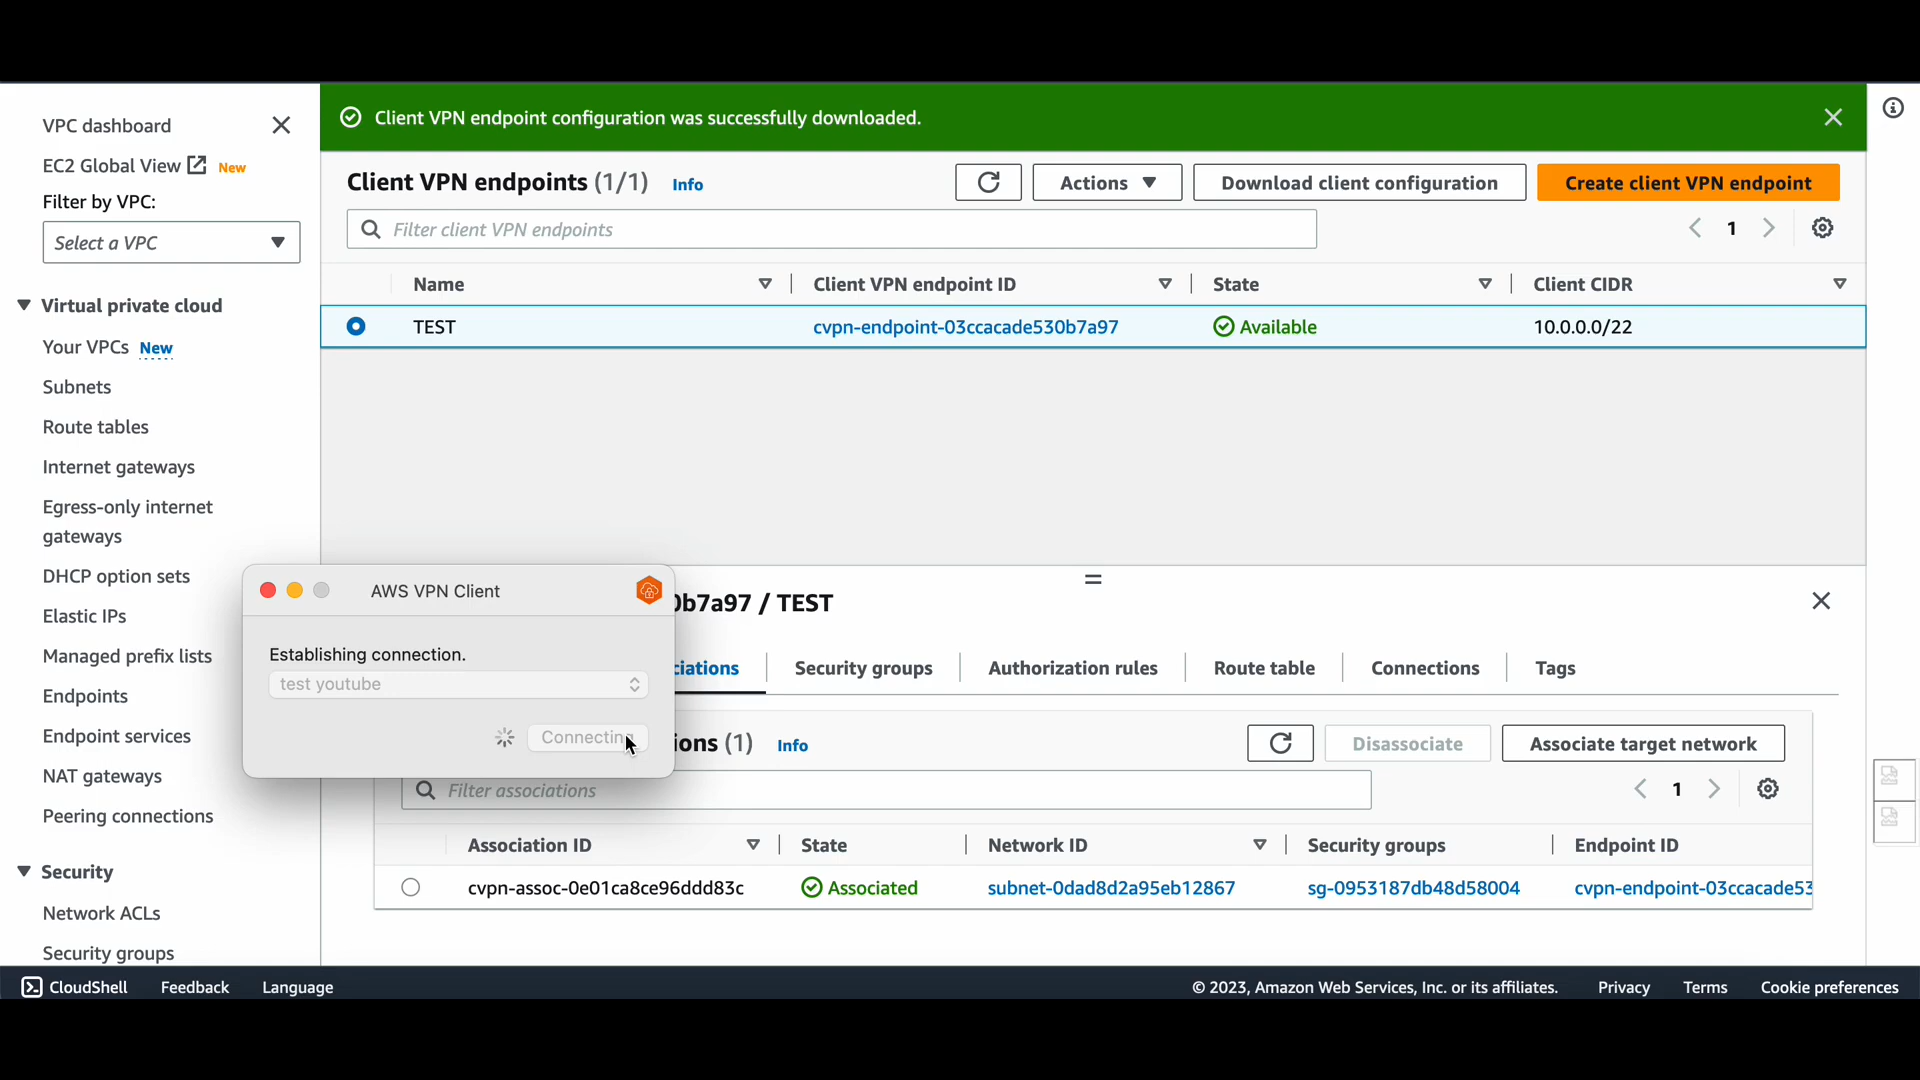 VPC dashboard
EC2 Global View New
Filter by VPC:
Select a VPC
Virtual private cloud
Your VPCs New
Subnets
Route tables
Internet gateways
Egress-only internet
gateways
DHCP option sets
Elastic IPs
Managed prefix lists
Endpoints
Endpoint services
NAT gateways
Peering connections
Security
Network ACLs
Security groups
Client VPN endpoint configuration was successfully downloaded.
Client VPN endpoints (1/1) Info
Actions
Download client configuration
Create client VPN endpoint
Filter client VPN endpoints
1
Name Client VPN endpoint ID State Client CIDR
TEST cvpn-endpoint-03ccacade530b7a97 Available 10.0.0.0/22
AWS VPN Client
Establishing connection.
test youtube
Connecting
0b7a97 / TEST
ciations Security groups Authorization rules Route table Connections Tags
ions (1) Info
Disassociate
Associate target network
Filter associations
1
Association ID State Network ID Security groups Endpoint ID
cvpn-assoc-0e01ca8ce96ddd83c Associated subnet-0dad8d2a95eb12867 sg-0953187db48d58004 cvpn-endpoint-03ccacade53
CloudShell Feedback Language © 2023, Amazon Web Services, Inc. or its affiliates. Privacy Terms Cookie preferences